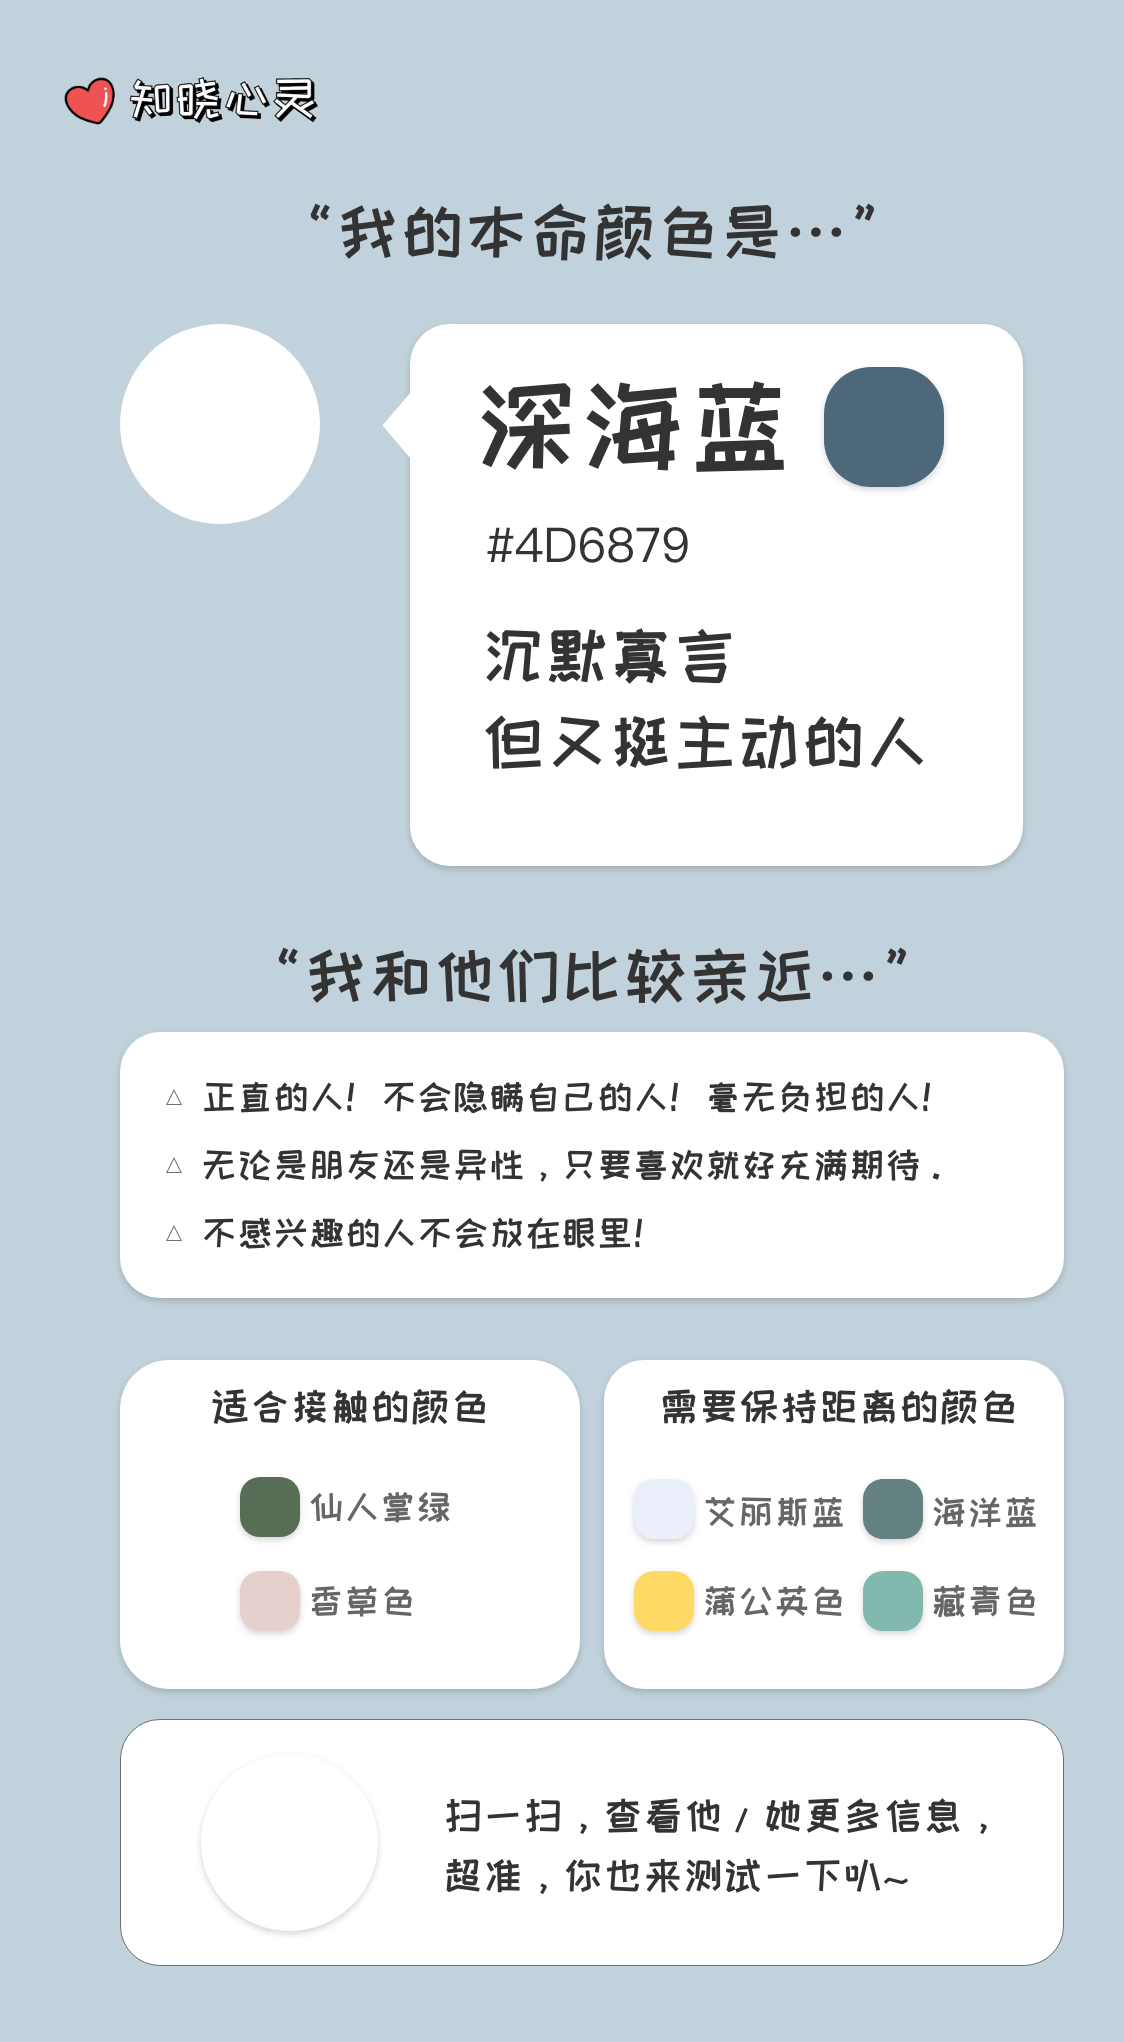 知晓心灵
“我的本命颜色是…”
深海蓝
#4D6879
沉默寡言
但又挺主动的人
“我和他们比较亲近…”
△ 正直的人！不会隐瞒自己的人！毫无负担的人！
△ 无论是朋友还是异性，只要喜欢就好充满期待.
△ 不感兴趣的人不会放在眼里！
适合接触的颜色
仙人掌绿
香草色
需要保持距离的颜色
艾丽斯蓝 海洋蓝
蒲公英色 藏青色
扫一扫，查看他/她更多信息，
超准，你也来测试一下叭~